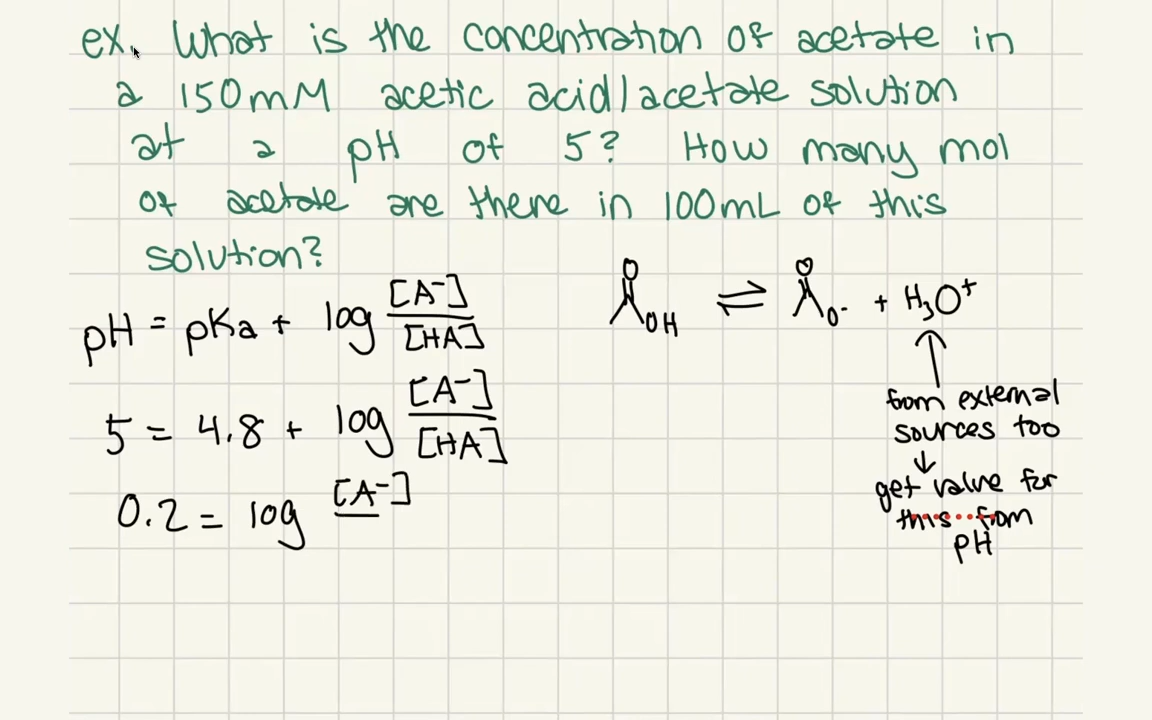 ex. What is the concentration of acetate in
a 150mM acetic acid/acetate solution
at a pH of 5? How many mol
of acetate are there in 100mL of this
solution?
pH = pKa + log [A-]/[HA]
5 = 4.8 + log [A-]/[HA]
0.2 = log [A-]
O OH ⇌ O O- + H3O+
↑
from external
sources too
↓
get value for
this from
pH